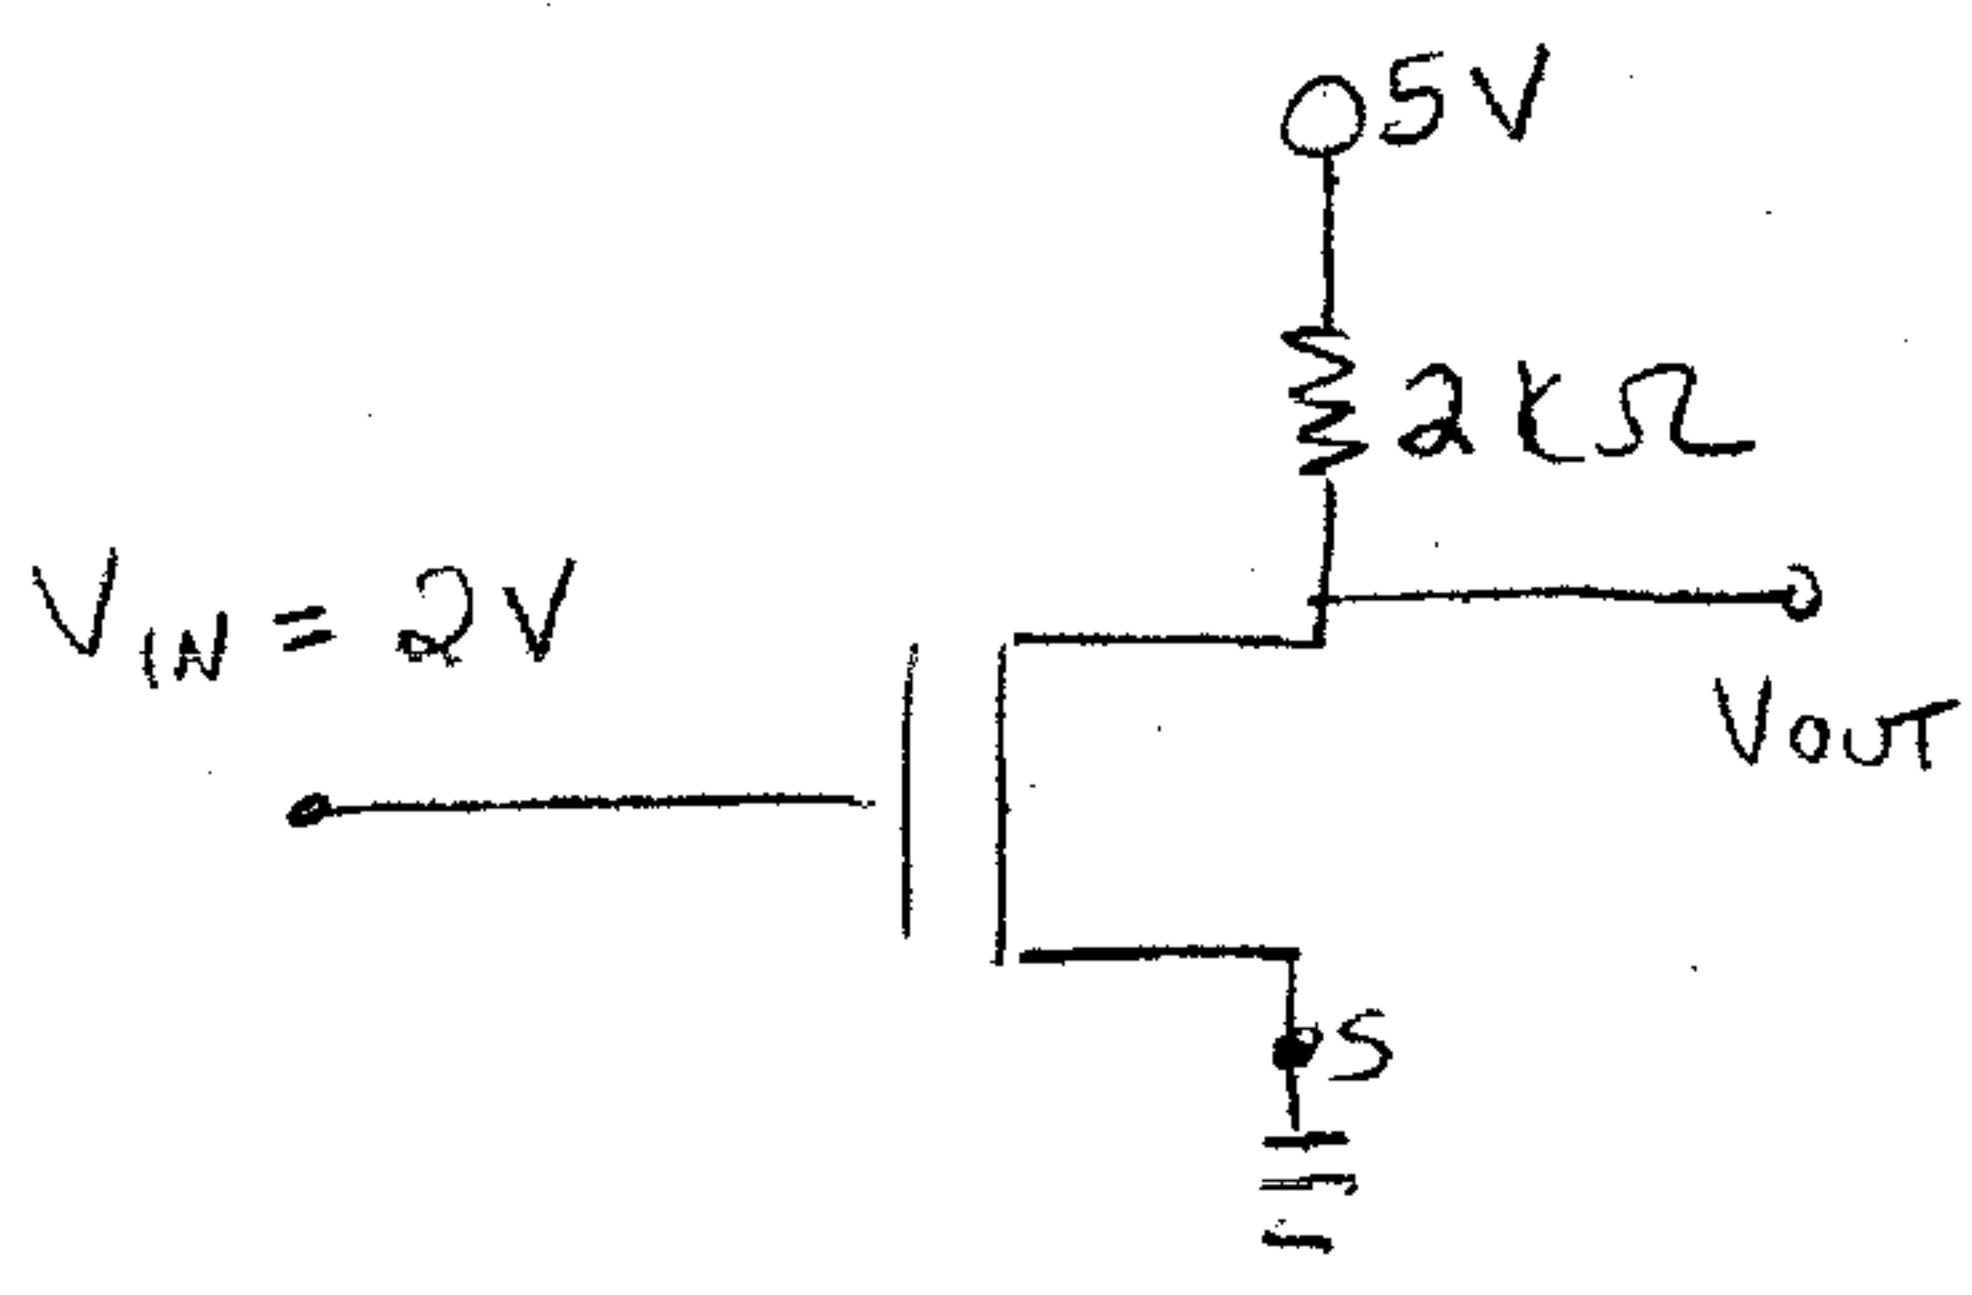 5V
2kΩ
VIN = 2V
VOUT
S